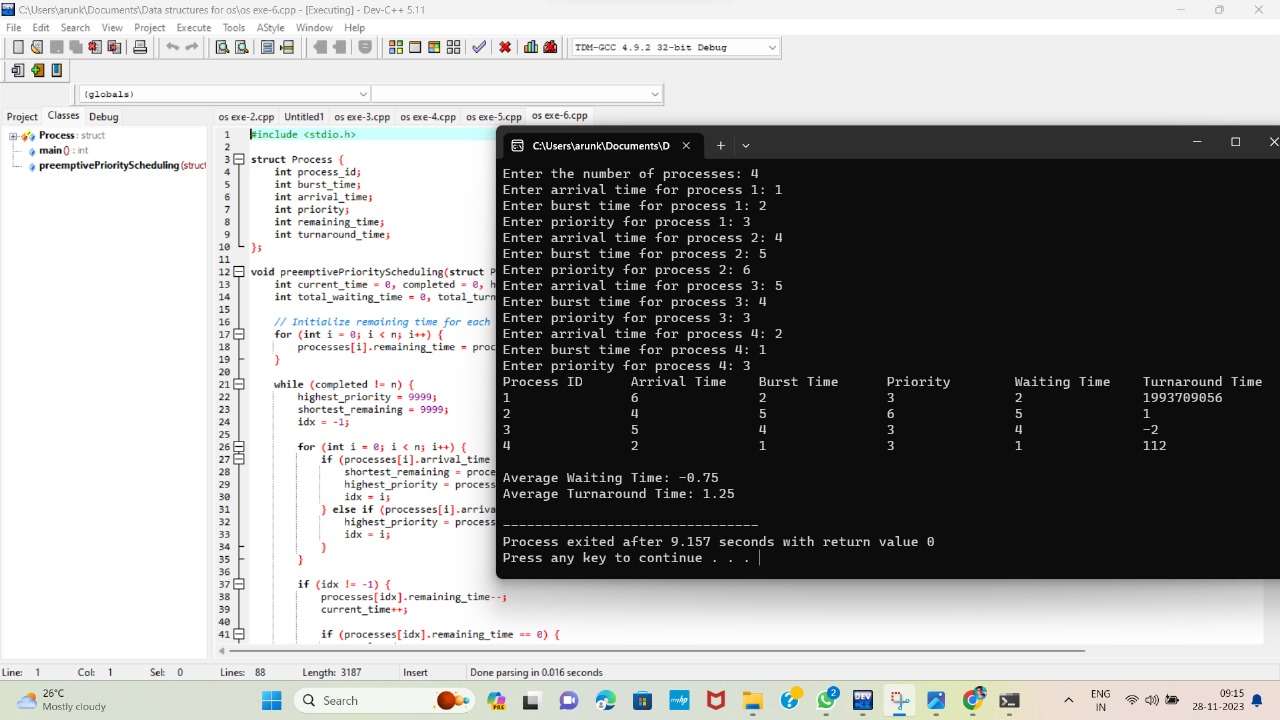 C:\Users\arunk\Documents\Data structures for os\os exe-6.cpp - [Executing] - Dev-C++ 5.11
File Edit Search View Project Execute Tools AStyle Window Help
TDM-GCC 4.9.2 32-bit Debug
(globals)
Project Classes Debug
os exe-2.cpp Untitled1 os exe-3.cpp os exe-4.cpp os exe-5.cpp os exe-6.cpp
Process : struct
main () : int
preemptivePriorityScheduling (struct
1 #include <stdio.h>
2
3 struct Process {
4 int process_id;
5 int burst_time;
6 int arrival_time;
7 int priority;
8 int remaining_time;
9 int turnaround_time;
10 };
11
12 void preemptivePriorityScheduling(struct P
13 int current_time = 0, completed = 0, h
14 int total_waiting_time = 0, total_turn
15
16 // Initialize remaining time for each
17 for (int i = 0; i < n; i++) {
18 processes[i].remaining_time = proc
19 }
20
21 while (completed != n) {
22 highest_priority = 9999;
23 shortest_remaining = 9999;
24 idx = -1;
25
26 for (int i = 0; i < n; i++) {
27 if (processes[i].arrival_time
28 shortest_remaining = proce
29 highest_priority = process
30 idx = i;
31 } else if (processes[i].arriva
32 highest_priority = process
33 idx = i;
34 }
35 }
36
37 if (idx != -1) {
38 processes[idx].remaining_time--;
39 current_time++;
40
41 if (processes[idx].remaining_time == 0) {
C:\Users\arunk\Documents\D
Enter the number of processes: 4
Enter arrival time for process 1: 1
Enter burst time for process 1: 2
Enter priority for process 1: 3
Enter arrival time for process 2: 4
Enter burst time for process 2: 5
Enter priority for process 2: 6
Enter arrival time for process 3: 5
Enter burst time for process 3: 4
Enter priority for process 3: 3
Enter arrival time for process 4: 2
Enter burst time for process 4: 1
Enter priority for process 4: 3
Process ID Arrival Time Burst Time Priority Waiting Time Turnaround Time
1 6 2 3 2 1993709056
2 4 5 6 5 1
3 5 4 3 4 -2
4 2 1 3 1 112
Average Waiting Time: -0.75
Average Turnaround Time: 1.25
--------------------------------
Process exited after 9.157 seconds with return value 0
Press any key to continue . . .
Line: 1 Col: 1 Sel: 0 Lines: 88 Length: 3187 Insert Done parsing in 0.016 seconds
26°C
Mostly cloudy
Search
PRE
hp
2
DEV
ENG
IN
09:15
28-11-2023